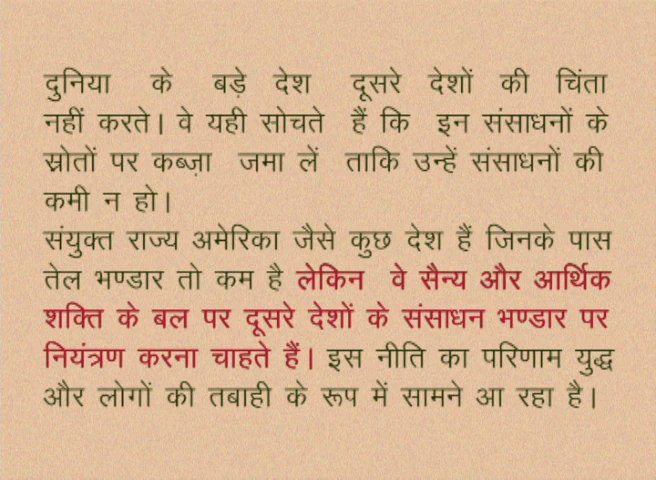 दुनिया के बड़े देश दूसरे देशों की चिंता
नहीं करते। वे यही सोचते हैं कि इन संसाधनों के
स्रोतों पर कब्ज़ा जमा लें ताकि उन्हें संसाधनों की
कमी न हो।
संयुक्त राज्य अमेरिका जैसे कुछ देश हैं जिनके पास
तेल भण्डार तो कम है लेकिन वे सैन्य और आर्थिक
शक्ति के बल पर दूसरे देशों के संसाधन भण्डार पर
नियंत्रण करना चाहते हैं। इस नीति का परिणाम युद्ध
और लोगों की तबाही के रूप में सामने आ रहा है।